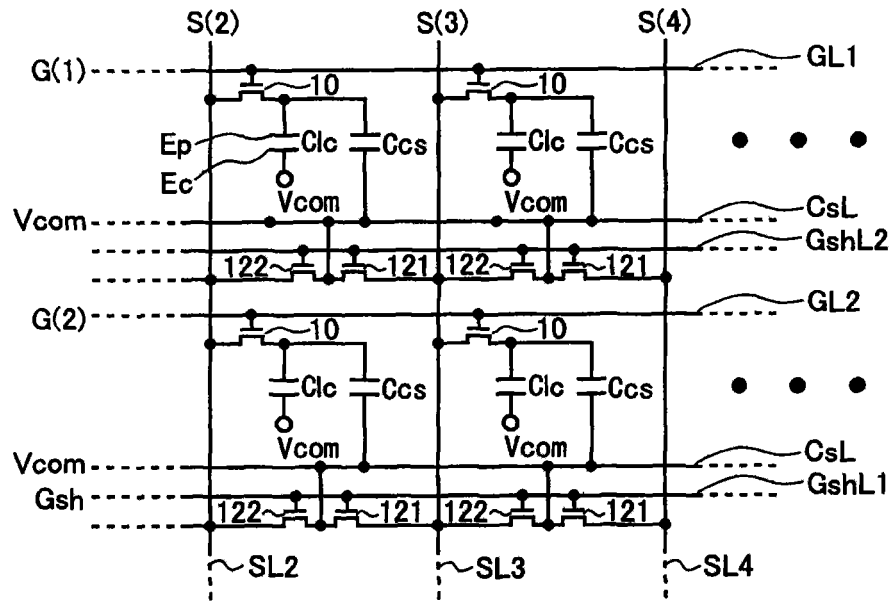 S(2) S(3) S(4)
G(1) GL1
10 10
Ep Clc Ccs Clc Ccs
Ec
Vcom Vcom
Vcom CsL
GshL2
122 121 122 121
G(2) GL2
10 10
Clc Ccs Clc Ccs
Vcom Vcom
Vcom CsL
Gsh GshL1
122 121 122 121
SL2 SL3 SL4